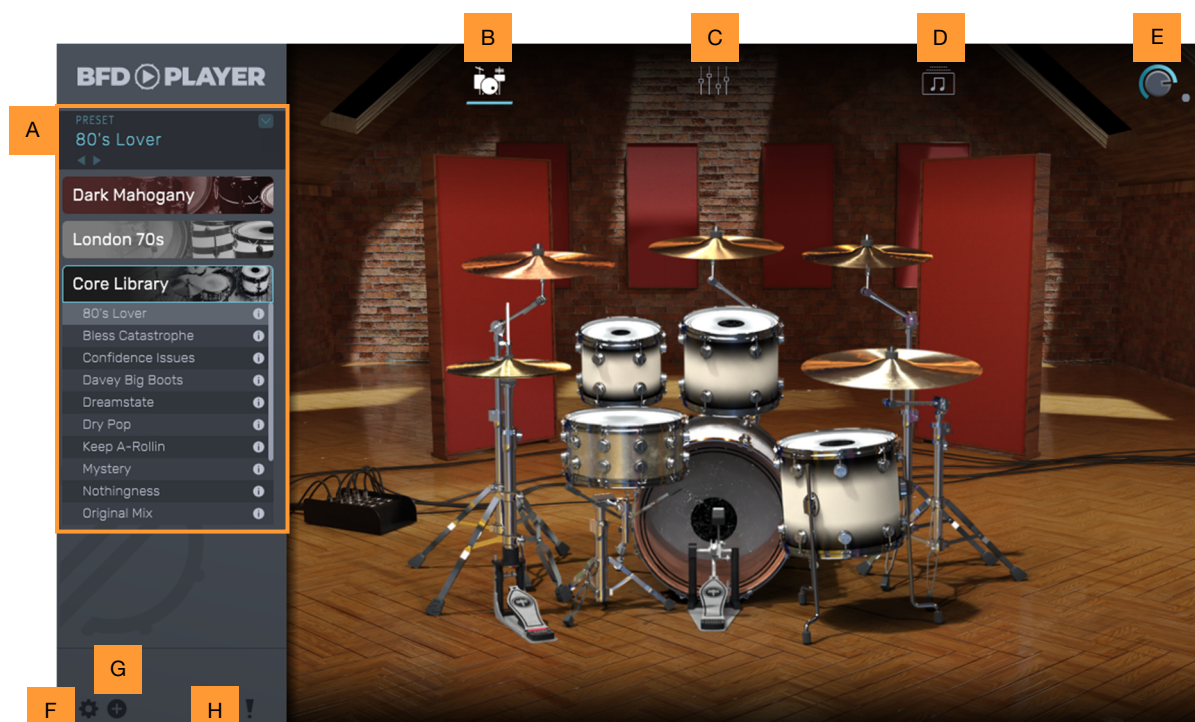 B
C
D
E
BFD PLAYER
A
PRESET
80's Lover
Dark Mahogany
London 70s
Core Library
80's Lover
Bless Catastrophe
Confidence Issues
Davey Big Boots
Dreamstate
Dry Pop
Keep A-Rollin
Mystery
Nothingness
Original Mix
G
F
H